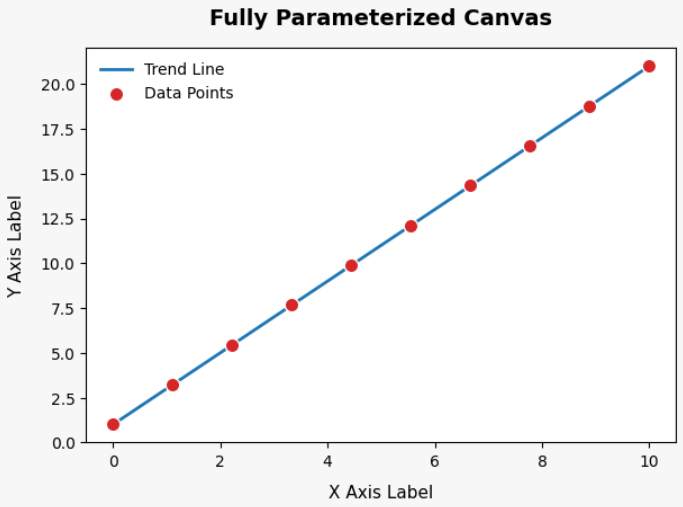 Fully Parameterized Canvas
Trend Line
Data Points
Y Axis Label
20.0
17.5
15.0
12.5
10.0
7.5
5.0
2.5
0.0
0 2 4 6 8 10
X Axis Label